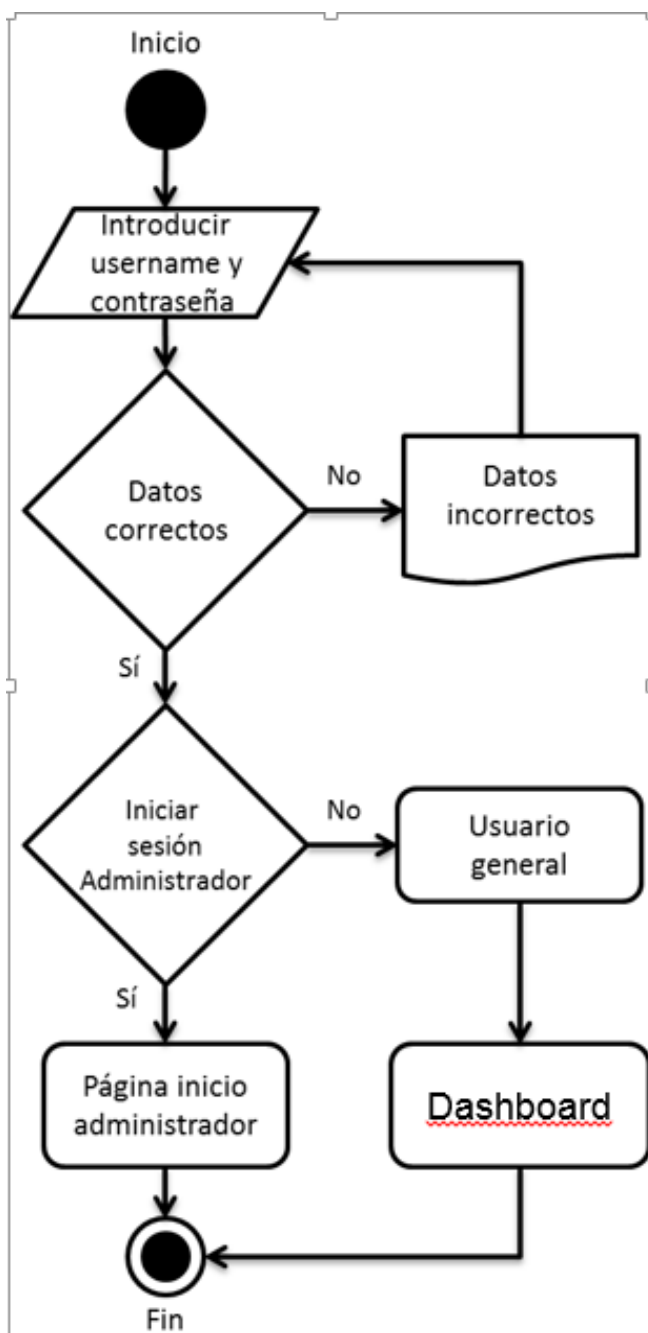 Inicio
Introducir
username y
contraseña
Datos
correctos
No
Datos
incorrectos
Sí
Iniciar
sesión
Administrador
No
Usuario
general
Sí
Página inicio
administrador
Dashboard
Fin